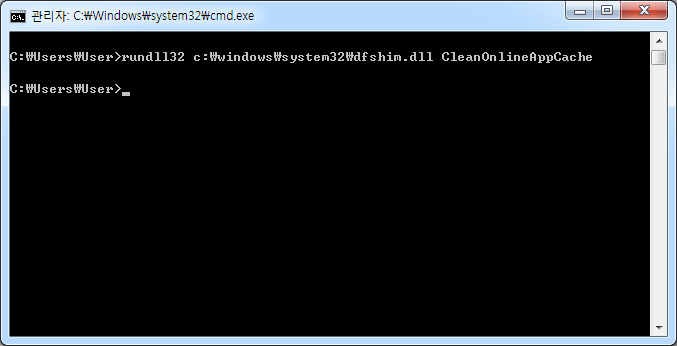 관리자: C:₩Windows₩system32₩cmd.exe
C:₩Users₩User>rundll32 c:₩windows₩system32₩dfshim.dll CleanOnlineAppCache
C:₩Users₩User>_